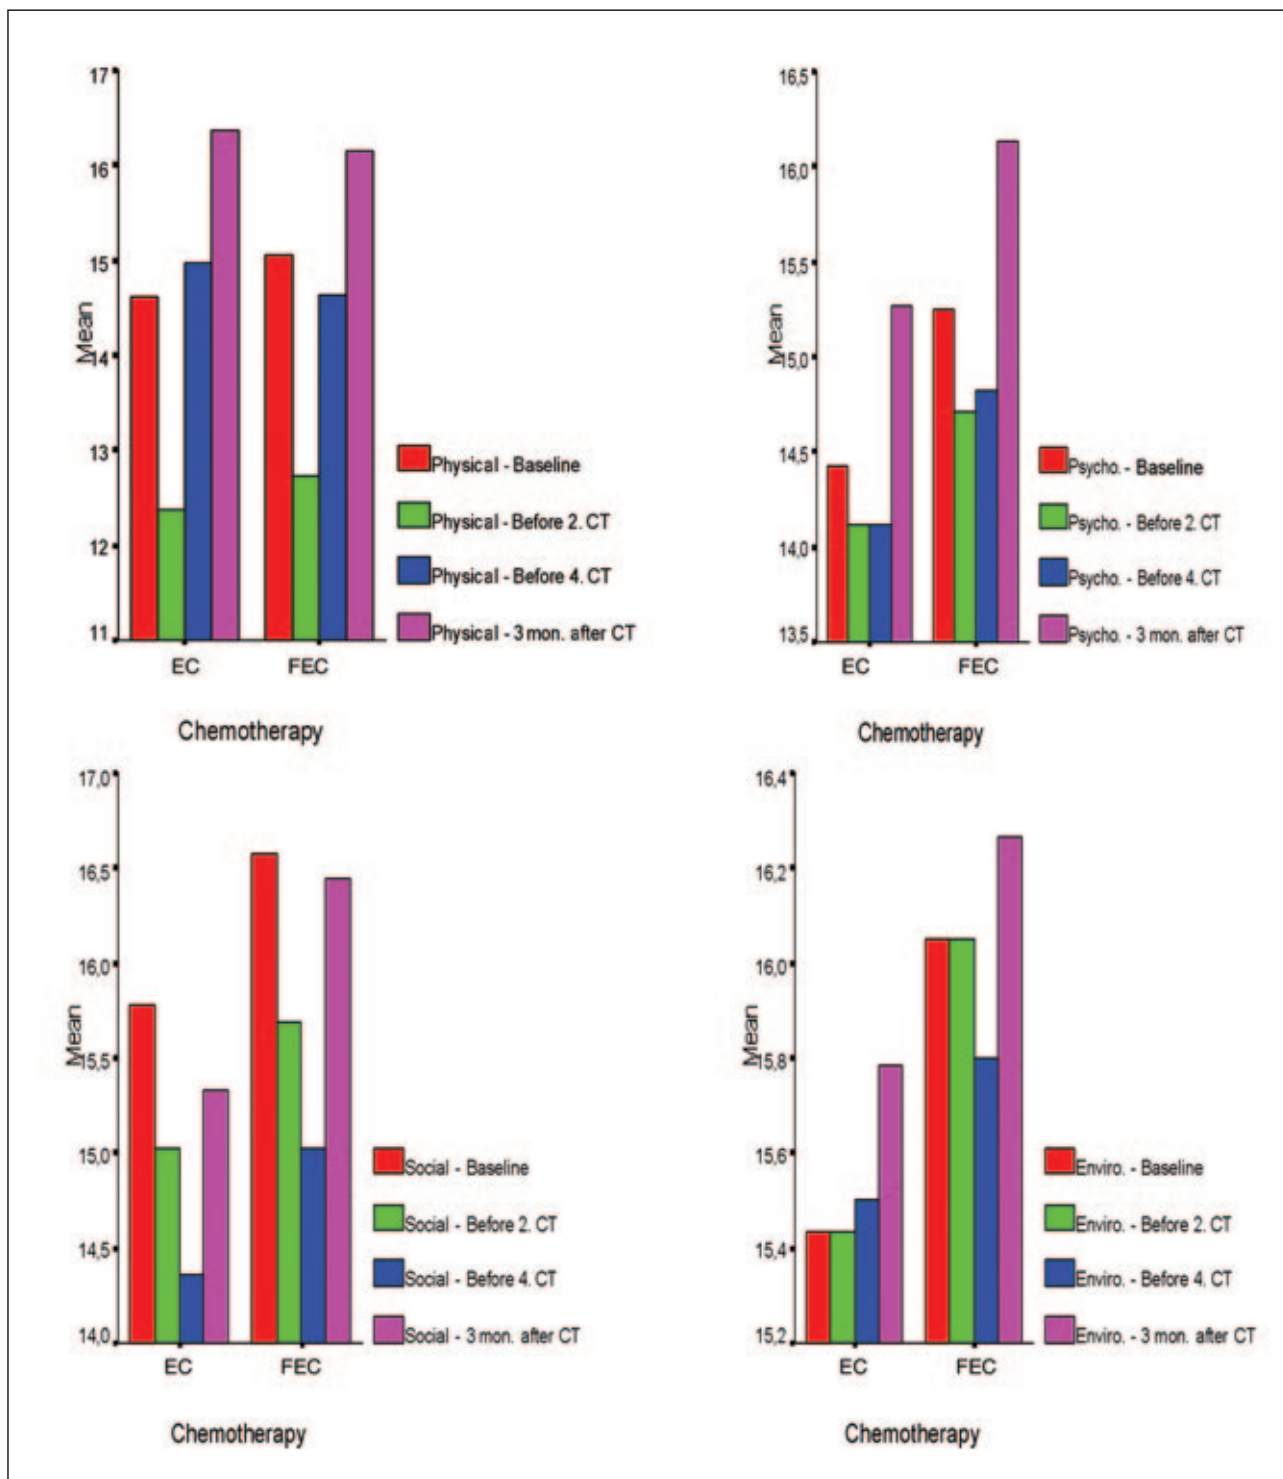 17
16
15
14
13
12
11
Mean
EC FEC
Chemotherapy
Physical - Baseline
Physical - Before 2. CT
Physical - Before 4. CT
Physical - 3 mon. after CT
16,5
16,0
15,5
15,0
14,5
14,0
13,5
Mean
EC FEC
Chemotherapy
Psycho. - Baseline
Psycho. - Before 2. CT
Psycho. - Before 4. CT
Psycho. - 3 mon. after CT
17,0
16,5
16,0
15,5
15,0
14,5
14,0
Mean
EC FEC
Chemotherapy
Social - Baseline
Social - Before 2. CT
Social - Before 4. CT
Social - 3 mon. after CT
16,4
16,2
16,0
15,8
15,6
15,4
15,2
Mean
EC FEC
Chemotherapy
Enviro. - Baseline
Enviro. - Before 2. CT
Enviro. - Before 4. CT
Enviro. - 3 mon. after CT